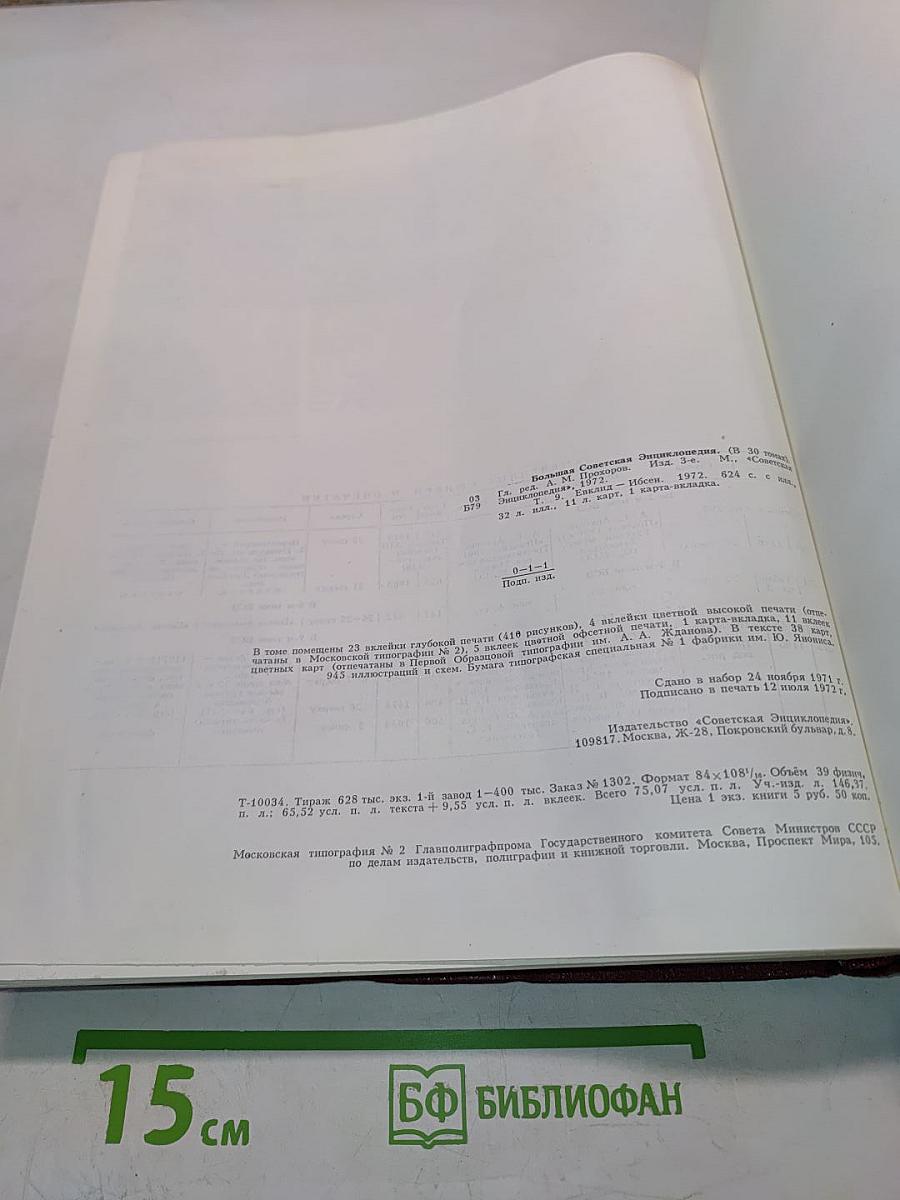 Большая Советская Энциклопедия. (В 30 томах).
03 Гл. ред. А. М. Прохоров. Изд. 3-е. М., «Советская
Б79 Энциклопедия», 1972.
Т. 9. Евклид — Ибсен. 1972. 624 с. с илл.,
32 л. илл., 11 л. карт, 1 карта-вкладка.
0—1—1
Подп. изд.
В томе помещены 23 вклейки глубокой печати (410 рисунков), 4 вклейки цветной высокой печати (отпе-
чатаны в Московской типографии № 2), 5 вклеек цветной офсетной печати, 1 карта-вкладка, 11 вклеек
цветных карт (отпечатаны в Первой Образцовой типографии им. А. А. Жданова). В тексте 38 карт,
945 иллюстраций и схем. Бумага типографская специальная № 1 фабрики им. Ю. Янониса.
Сдано в набор 24 ноября 1971 г.
Подписано в печать 12 июля 1972 г.
Издательство «Советская Энциклопедия».
109817. Москва, Ж-28, Покровский бульвар, д. 8.
Т-10034. Тираж 628 тыс. экз. 1-й завод 1—400 тыс. Заказ № 1302. Формат 84×108¹/₁₆. Объём 39 физич.
п. л.; 65,52 усл. п. л. текста + 9,55 усл. п. л. вклеек. Всего 75,07 усл. п. л. Уч.-изд. л. 146,37.
Цена 1 экз. книги 5 руб. 50 коп.
Московская типография № 2 Главполиграфпрома Государственного комитета Совета Министров СССР
по делам издательств, полиграфии и книжной торговли. Москва, Проспект Мира, 105.
15 см
БФ БИБЛИОФАН